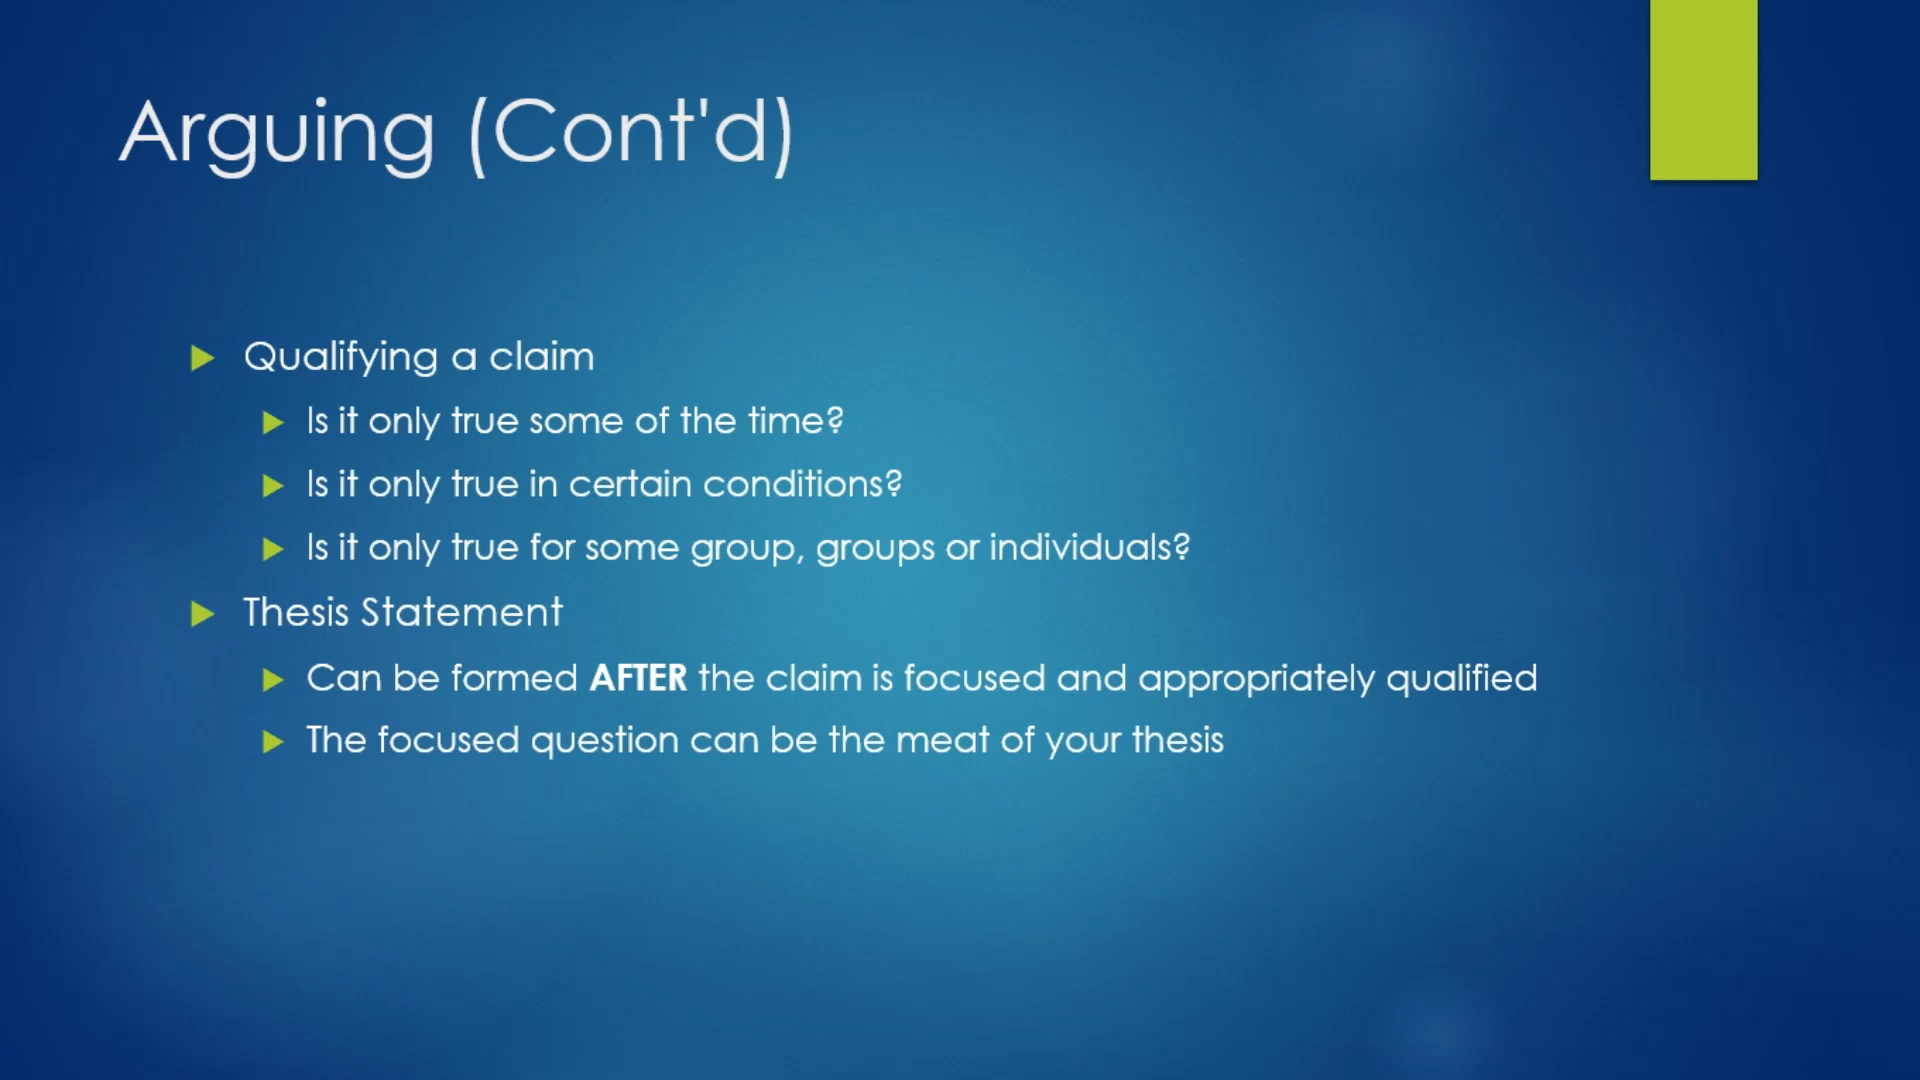 Arguing (Cont'd)
Qualifying a claim
Is it only true some of the time?
Is it only true in certain conditions?
Is it only true for some group, groups or individuals?
Thesis Statement
Can be formed AFTER the claim is focused and appropriately qualified
The focused question can be the meat of your thesis